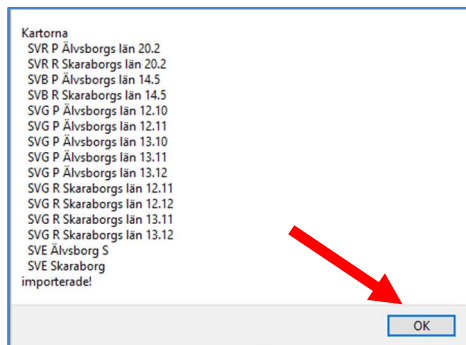 Kartorna
SVR P Älvsborgs län 20.2
SVR R Skaraborgs län 20.2
SVB P Älvsborgs län 14.5
SVB R Skaraborgs län 14.5
SVG P Älvsborgs län 12.10
SVG P Älvsborgs län 12.11
SVG P Älvsborgs län 13.10
SVG P Älvsborgs län 13.11
SVG P Älvsborgs län 13.12
SVG R Skaraborgs län 12.11
SVG R Skaraborgs län 12.12
SVG R Skaraborgs län 13.11
SVG R Skaraborgs län 13.12
SVE Älvsborg S
SVE Skaraborg
importerade!
OK